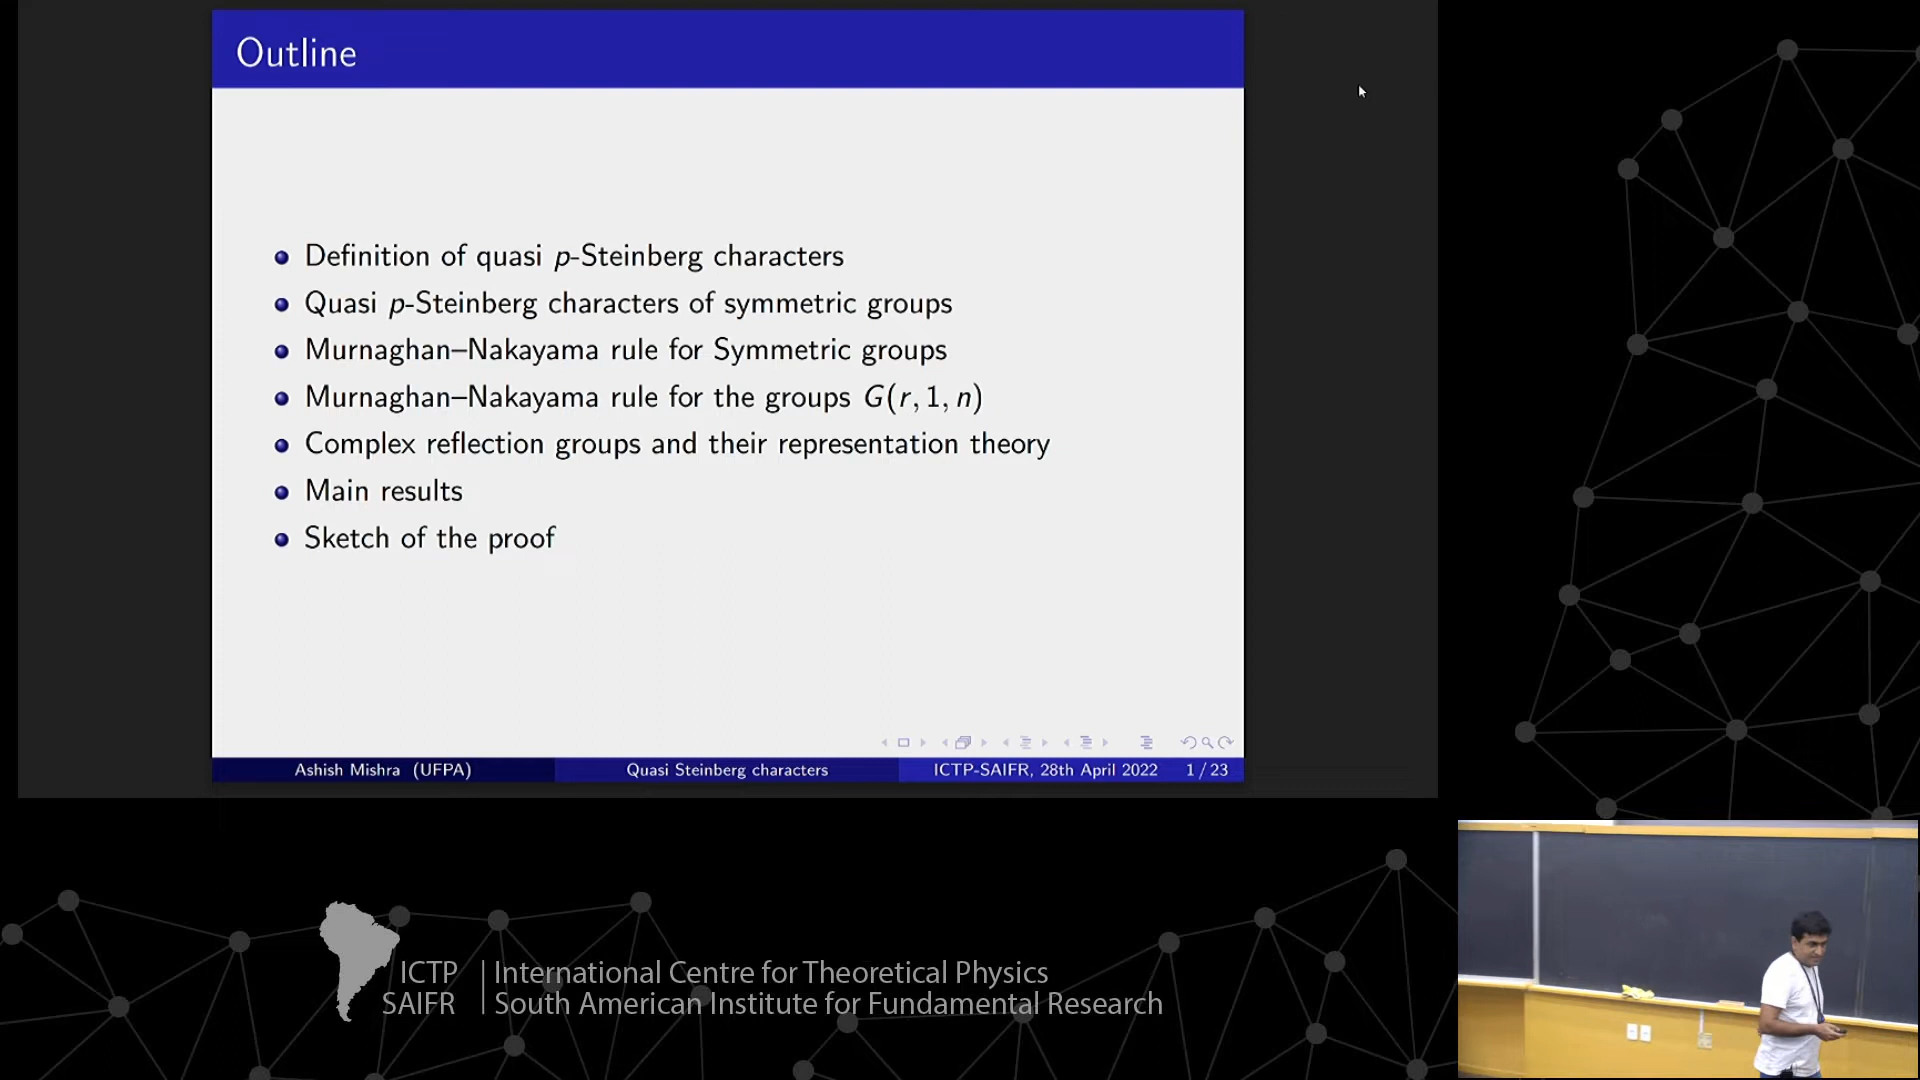 Outline
Definition of quasi p-Steinberg characters
Quasi p-Steinberg characters of symmetric groups
Murnaghan–Nakayama rule for Symmetric groups
Murnaghan–Nakayama rule for the groups G(r, 1, n)
Complex reflection groups and their representation theory
Main results
Sketch of the proof
Ashish Mishra (UFPA) Quasi Steinberg characters ICTP-SAIFR, 28th April 2022 1 / 23
ICTP | International Centre for Theoretical Physics
SAIFR | South American Institute for Fundamental Research